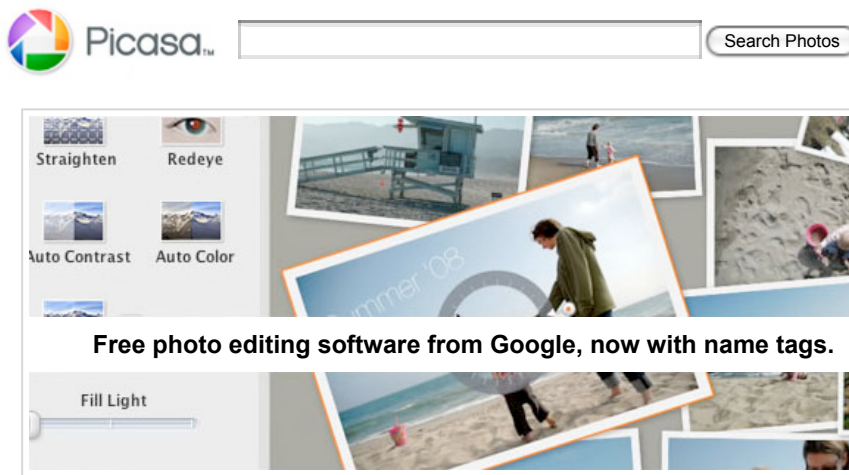 Picasa™
Search Photos
Straighten Redeye
Auto Contrast Auto Color
Summer '08
Free photo editing software from Google, now with name tags.
Fill Light